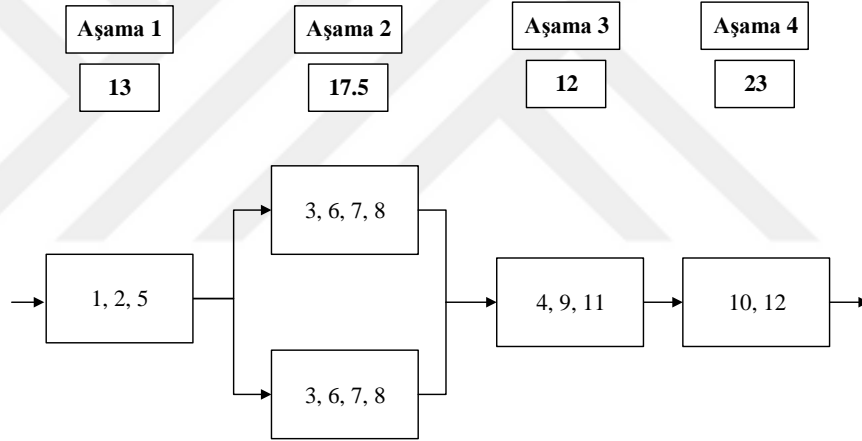 Aşama 1
Aşama 2
Aşama 3
Aşama 4
13
17.5
12
23
3, 6, 7, 8
1, 2, 5
4, 9, 11
10, 12
3, 6, 7, 8